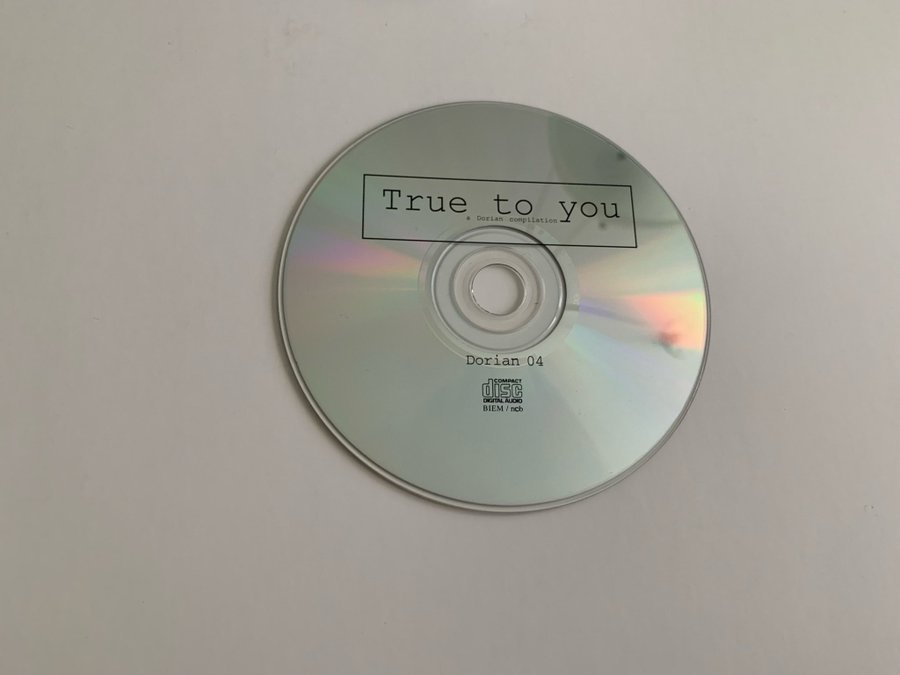 True to you
a Dorian compilation
Dorian 04
COMPACT
disc
DIGITAL AUDIO
BIEM / ncb